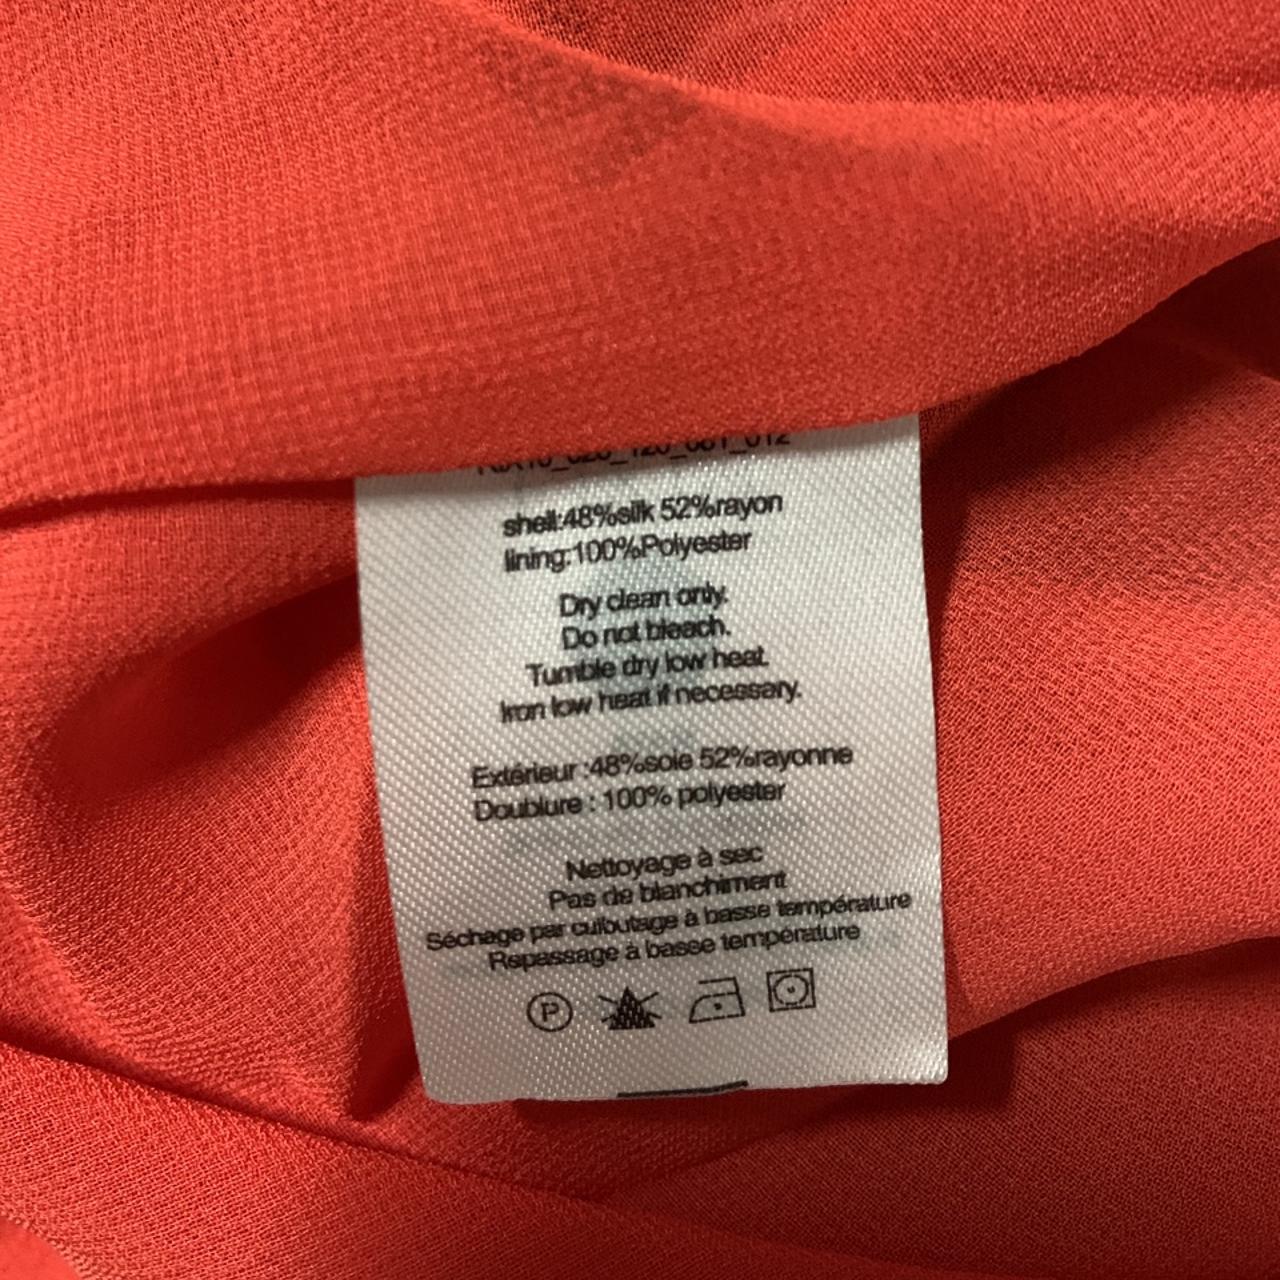 shell:48%silk 52%rayon
lining:100%Polyester
Dry clean only.
Do not bleach.
Tumble dry low heat.
Iron low heat if necessary.
Extérieur :48%soie 52%rayonne
Doublure : 100% polyester
Nettoyage à sec
Pas de blanchiment
Séchage par culbutage à basse température
Repassage à basse température
P